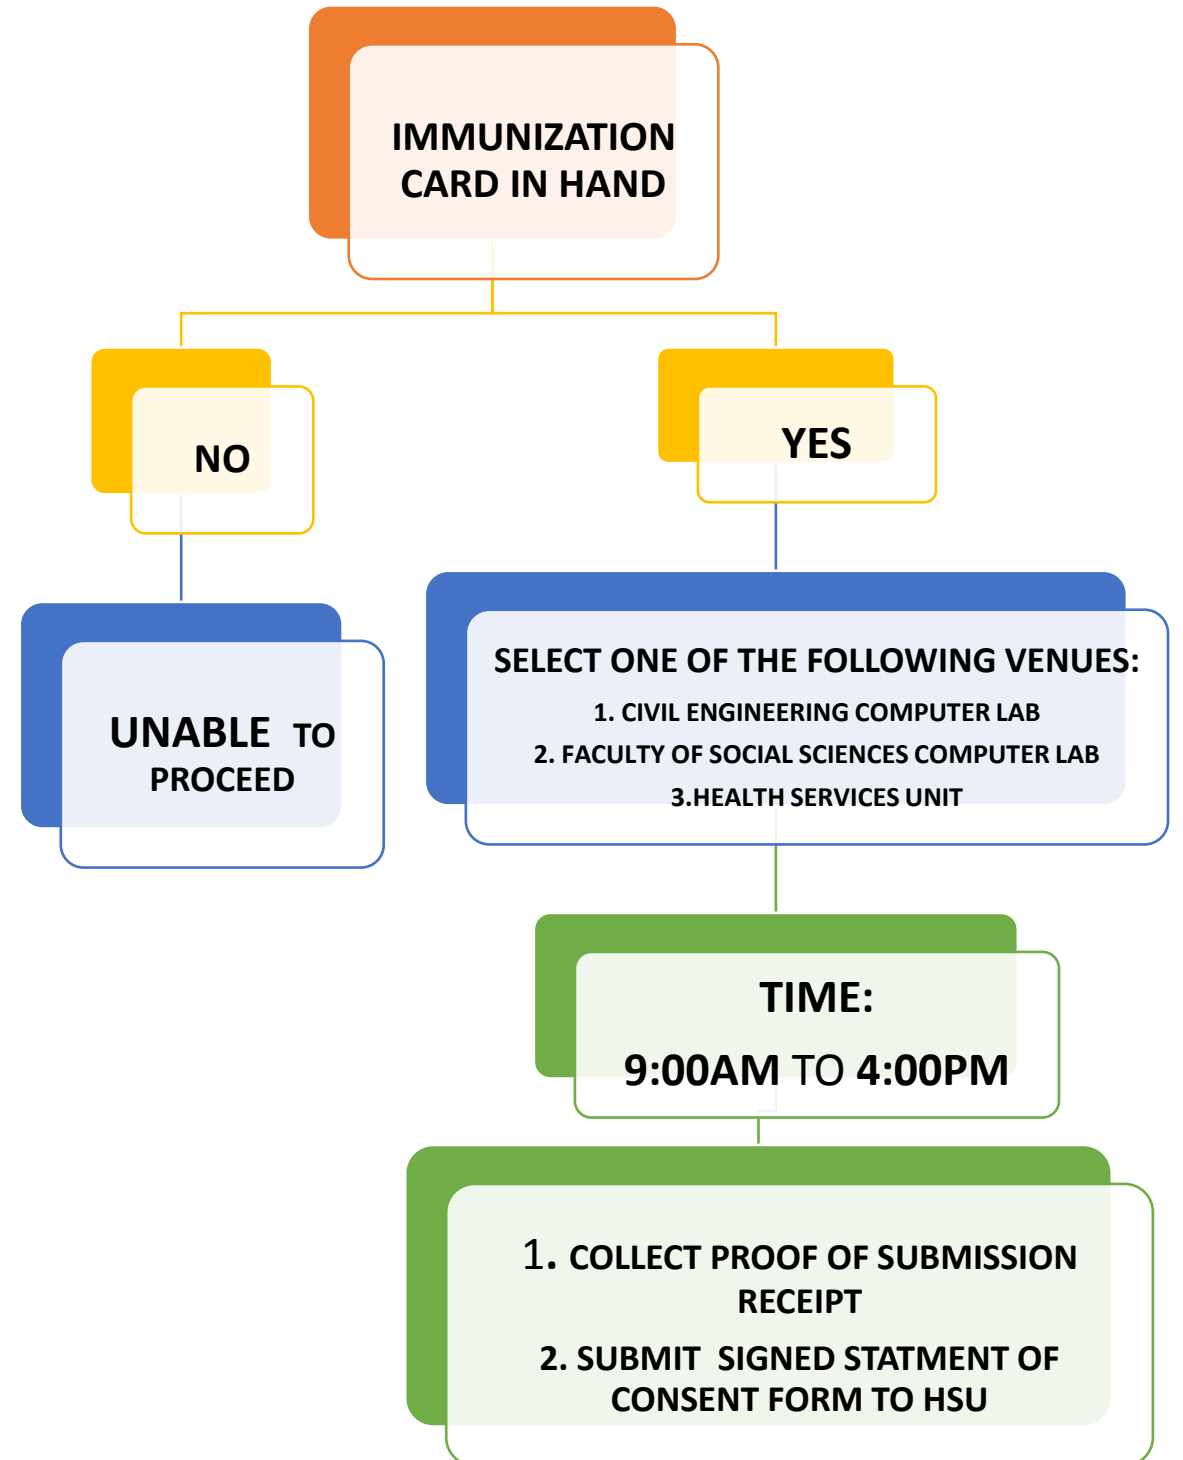 IMMUNIZATION
CARD IN HAND
NO
YES
UNABLE TO
PROCEED
SELECT ONE OF THE FOLLOWING VENUES:
1. CIVIL ENGINEERING COMPUTER LAB
2. FACULTY OF SOCIAL SCIENCES COMPUTER LAB
3.HEALTH SERVICES UNIT
TIME:
9:00AM TO 4:00PM
1. COLLECT PROOF OF SUBMISSION
RECEIPT
2. SUBMIT SIGNED STATMENT OF
CONSENT FORM TO HSU